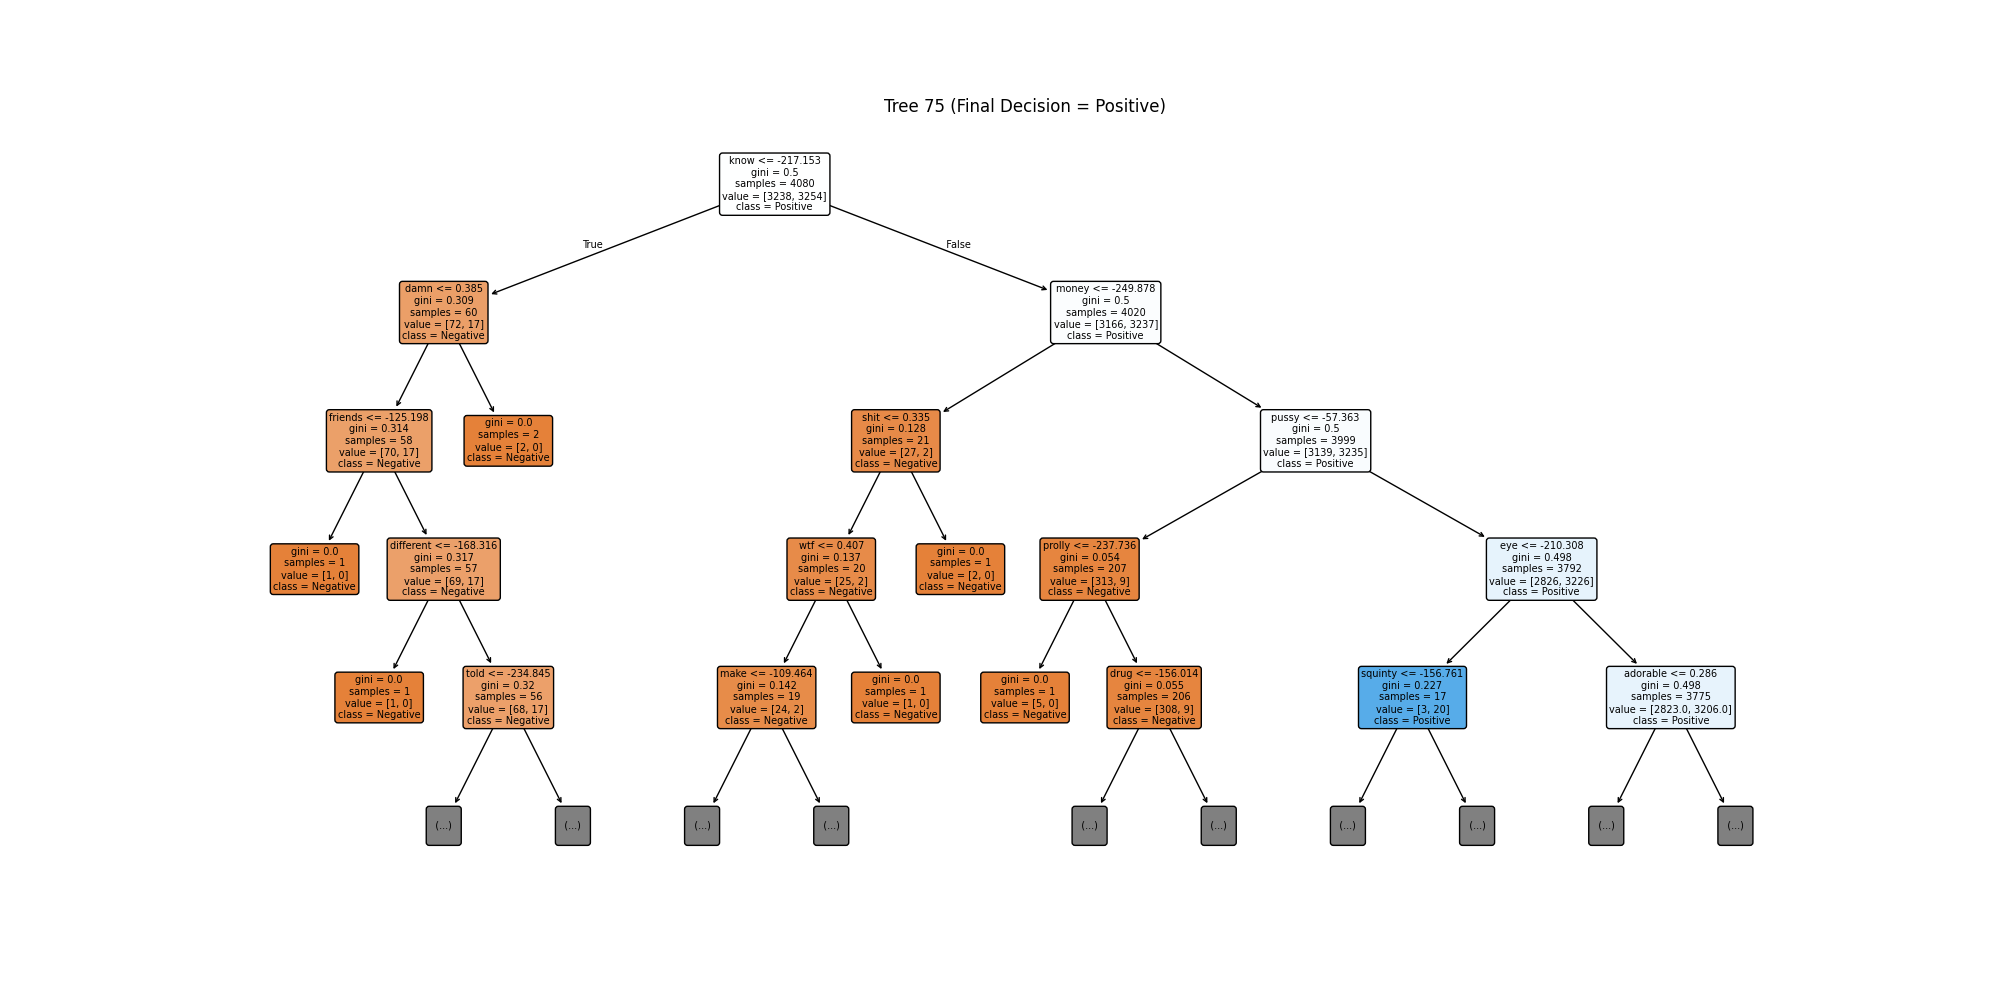 Tree 75 (Final Decision = Positive)
know <= -217.153
gini = 0.5
samples = 4080
value = [3238, 3254]
class = Positive
True
False
damn <= 0.385
gini = 0.309
samples = 60
value = [72, 17]
class = Negative
money <= -249.878
gini = 0.5
samples = 4020
value = [3166, 3237]
class = Positive
friends <= -125.198
gini = 0.314
samples = 58
value = [70, 17]
class = Negative
gini = 0.0
samples = 2
value = [2, 0]
class = Negative
shit <= 0.335
gini = 0.128
samples = 21
value = [27, 2]
class = Negative
pussy <= -57.363
gini = 0.5
samples = 3999
value = [3139, 3235]
class = Positive
gini = 0.0
samples = 1
value = [1, 0]
class = Negative
different <= -168.316
gini = 0.317
samples = 57
value = [69, 17]
class = Negative
wtf <= 0.407
gini = 0.137
samples = 20
value = [25, 2]
class = Negative
gini = 0.0
samples = 1
value = [2, 0]
class = Negative
prolly <= -237.736
gini = 0.054
samples = 207
value = [313, 9]
class = Negative
eye <= -210.308
gini = 0.498
samples = 3792
value = [2826, 3226]
class = Positive
gini = 0.0
samples = 1
value = [1, 0]
class = Negative
told <= -234.845
gini = 0.32
samples = 56
value = [68, 17]
class = Negative
make <= -109.464
gini = 0.142
samples = 19
value = [24, 2]
class = Negative
gini = 0.0
samples = 1
value = [1, 0]
class = Negative
gini = 0.0
samples = 1
value = [5, 0]
class = Negative
drug <= -156.014
gini = 0.055
samples = 206
value = [308, 9]
class = Negative
squinty <= -156.761
gini = 0.227
samples = 17
value = [3, 20]
class = Positive
adorable <= 0.286
gini = 0.498
samples = 3775
value = [2823.0, 3206.0]
class = Positive
(...)
(...)
(...)
(...)
(...)
(...)
(...)
(...)
(...)
(...)